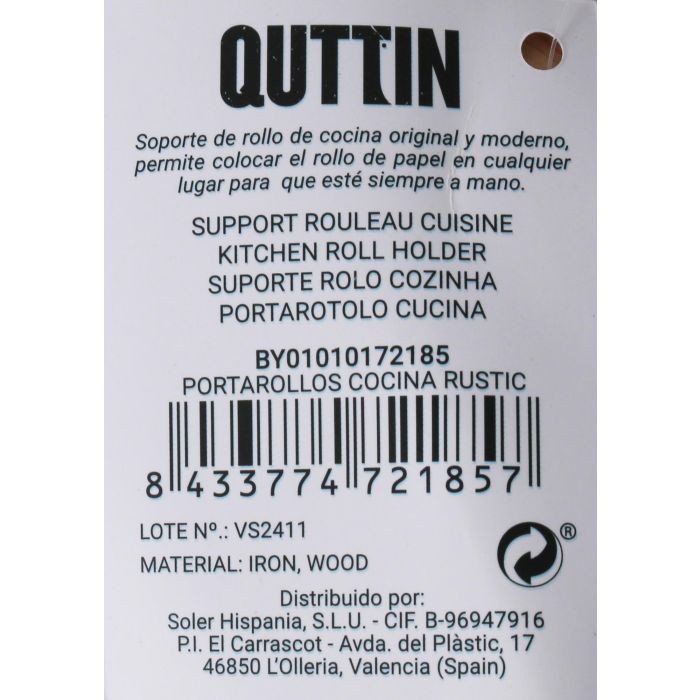 QUTTIN
Soporte de rollo de cocina original y moderno,
permite colocar el rollo de papel en cualquier
lugar para que esté siempre a mano.
SUPPORT ROULEAU CUISINE
KITCHEN ROLL HOLDER
SUPORTE ROLO COZINHA
PORTAROTOLO CUCINA
BY01010172185
PORTAROLLOS COCINA RUSTIC
8 433774 721857
LOTE Nº.: VS2411
®
MATERIAL: IRON, WOOD
Distribuido por:
Soler Hispania, S.L.U. - CIF. B-96947916
P.I. El Carrascot - Avda. del Plàstic, 17
46850 L'Olleria, Valencia (Spain)